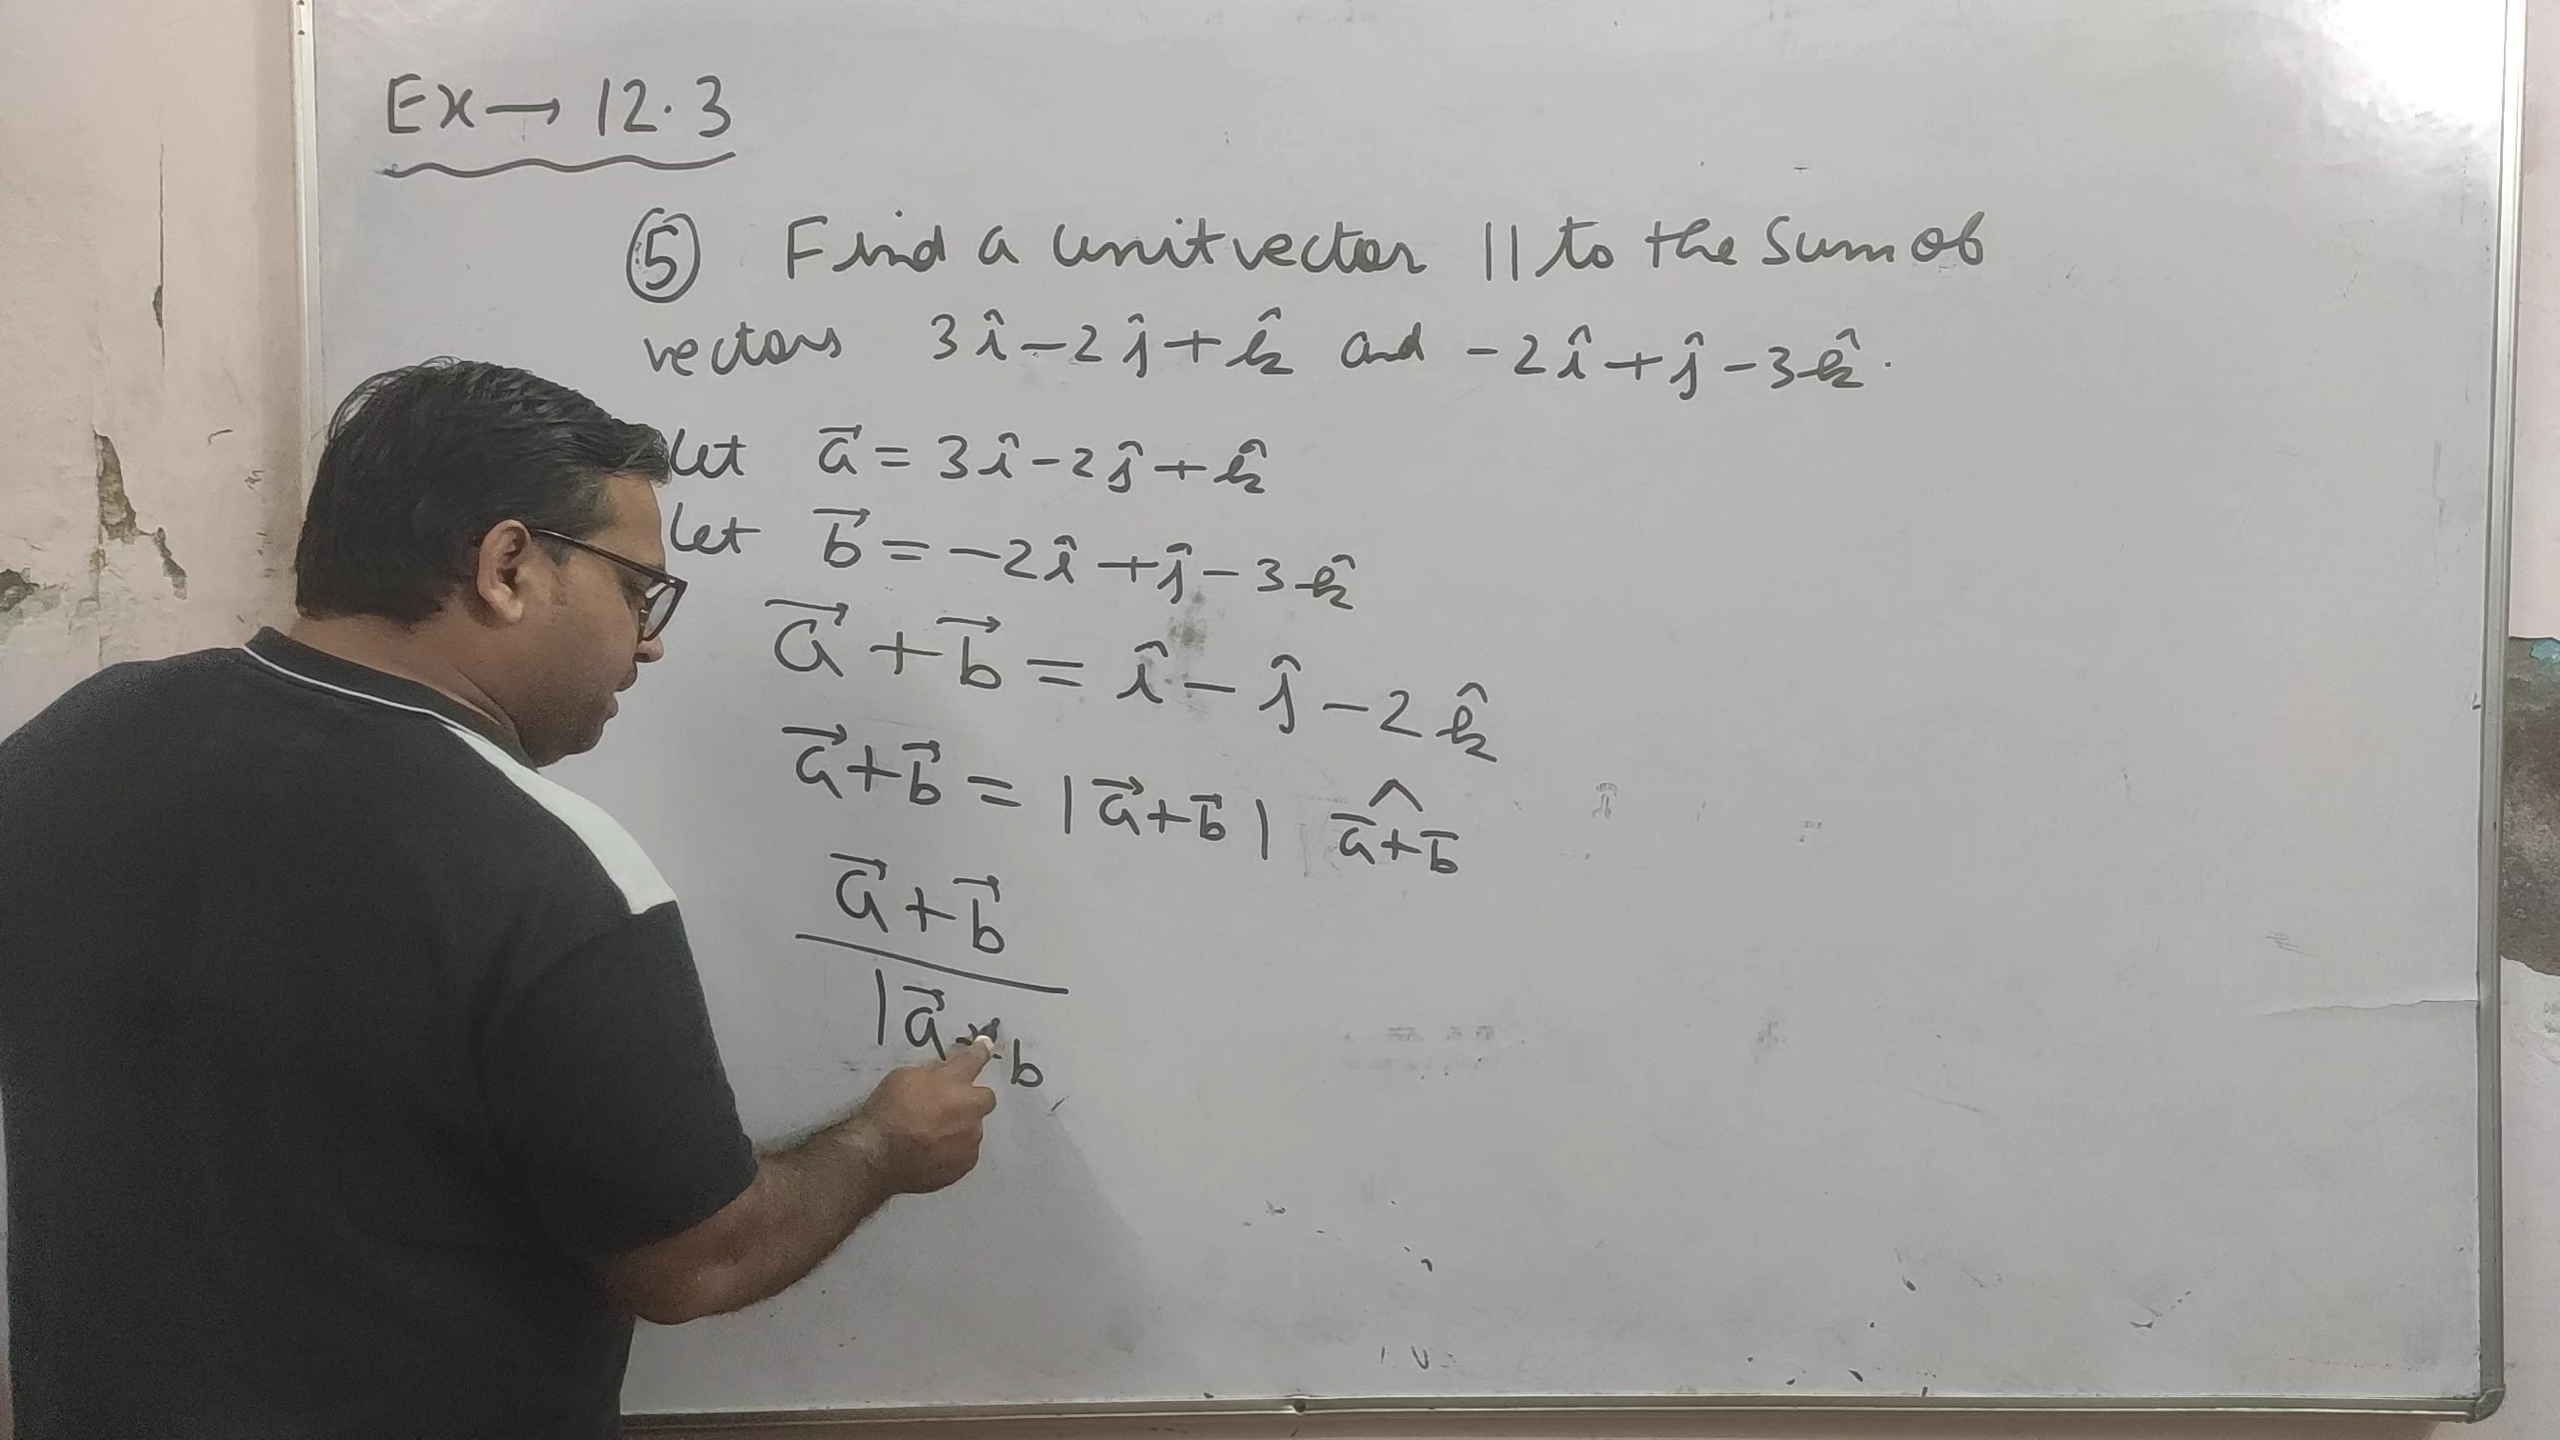 Ex → 12.3
⑤ Find a unit vector || to the sum of
vectors 3î - 2ĵ + k̂ and -2î + ĵ - 3k̂.
let a⃗ = 3î - 2ĵ + k̂
let b⃗ = -2î + ĵ - 3k̂
a⃗ + b⃗ = î - ĵ - 2k̂
a⃗ + b⃗ = |a⃗ + b⃗| \widehat{a⃗ + b⃗}
a⃗ + b⃗
|a⃗ b